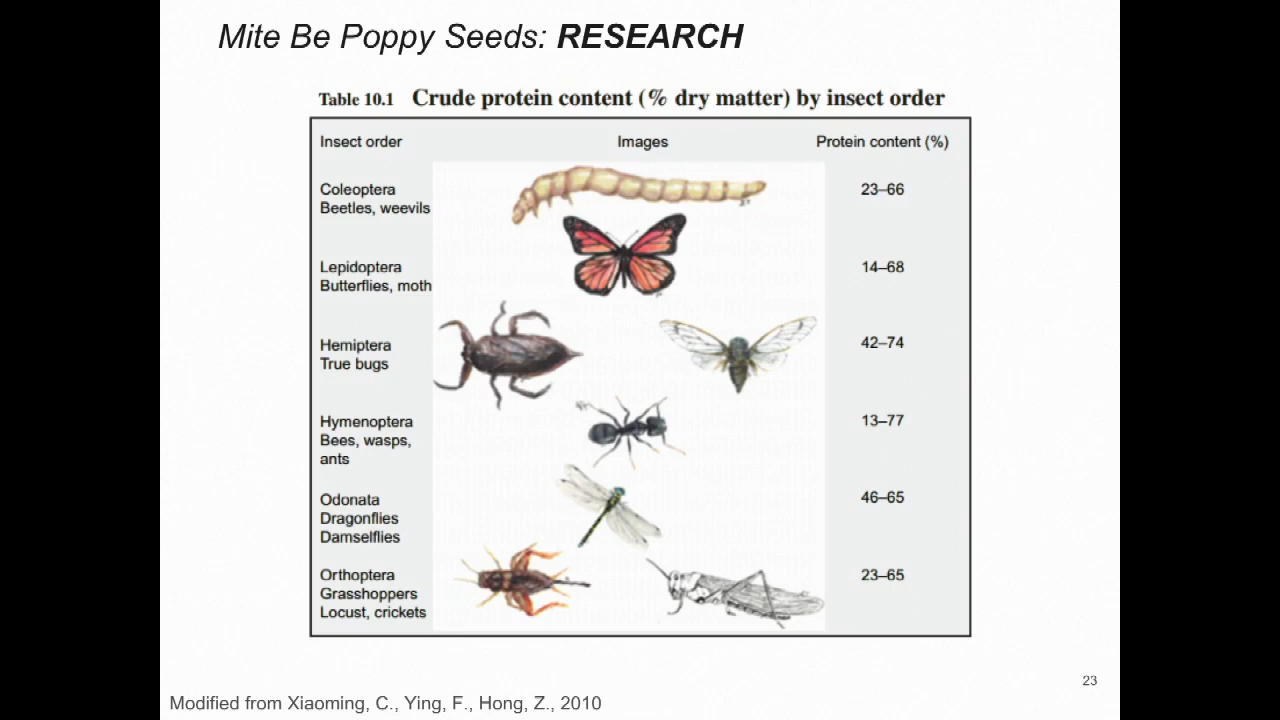 Mite Be Poppy Seeds: RESEARCH
Table 10.1 Crude protein content (% dry matter) by insect order
Insect order Images Protein content (%)
Coleoptera 23–66
Beetles, weevils
Lepidoptera 14–68
Butterflies, moth
Hemiptera 42–74
True bugs
Hymenoptera 13–77
Bees, wasps,
ants
Odonata 46–65
Dragonflies
Damselflies
Orthoptera 23–65
Grasshoppers
Locust, crickets
23
Modified from Xiaoming, C., Ying, F., Hong, Z., 2010